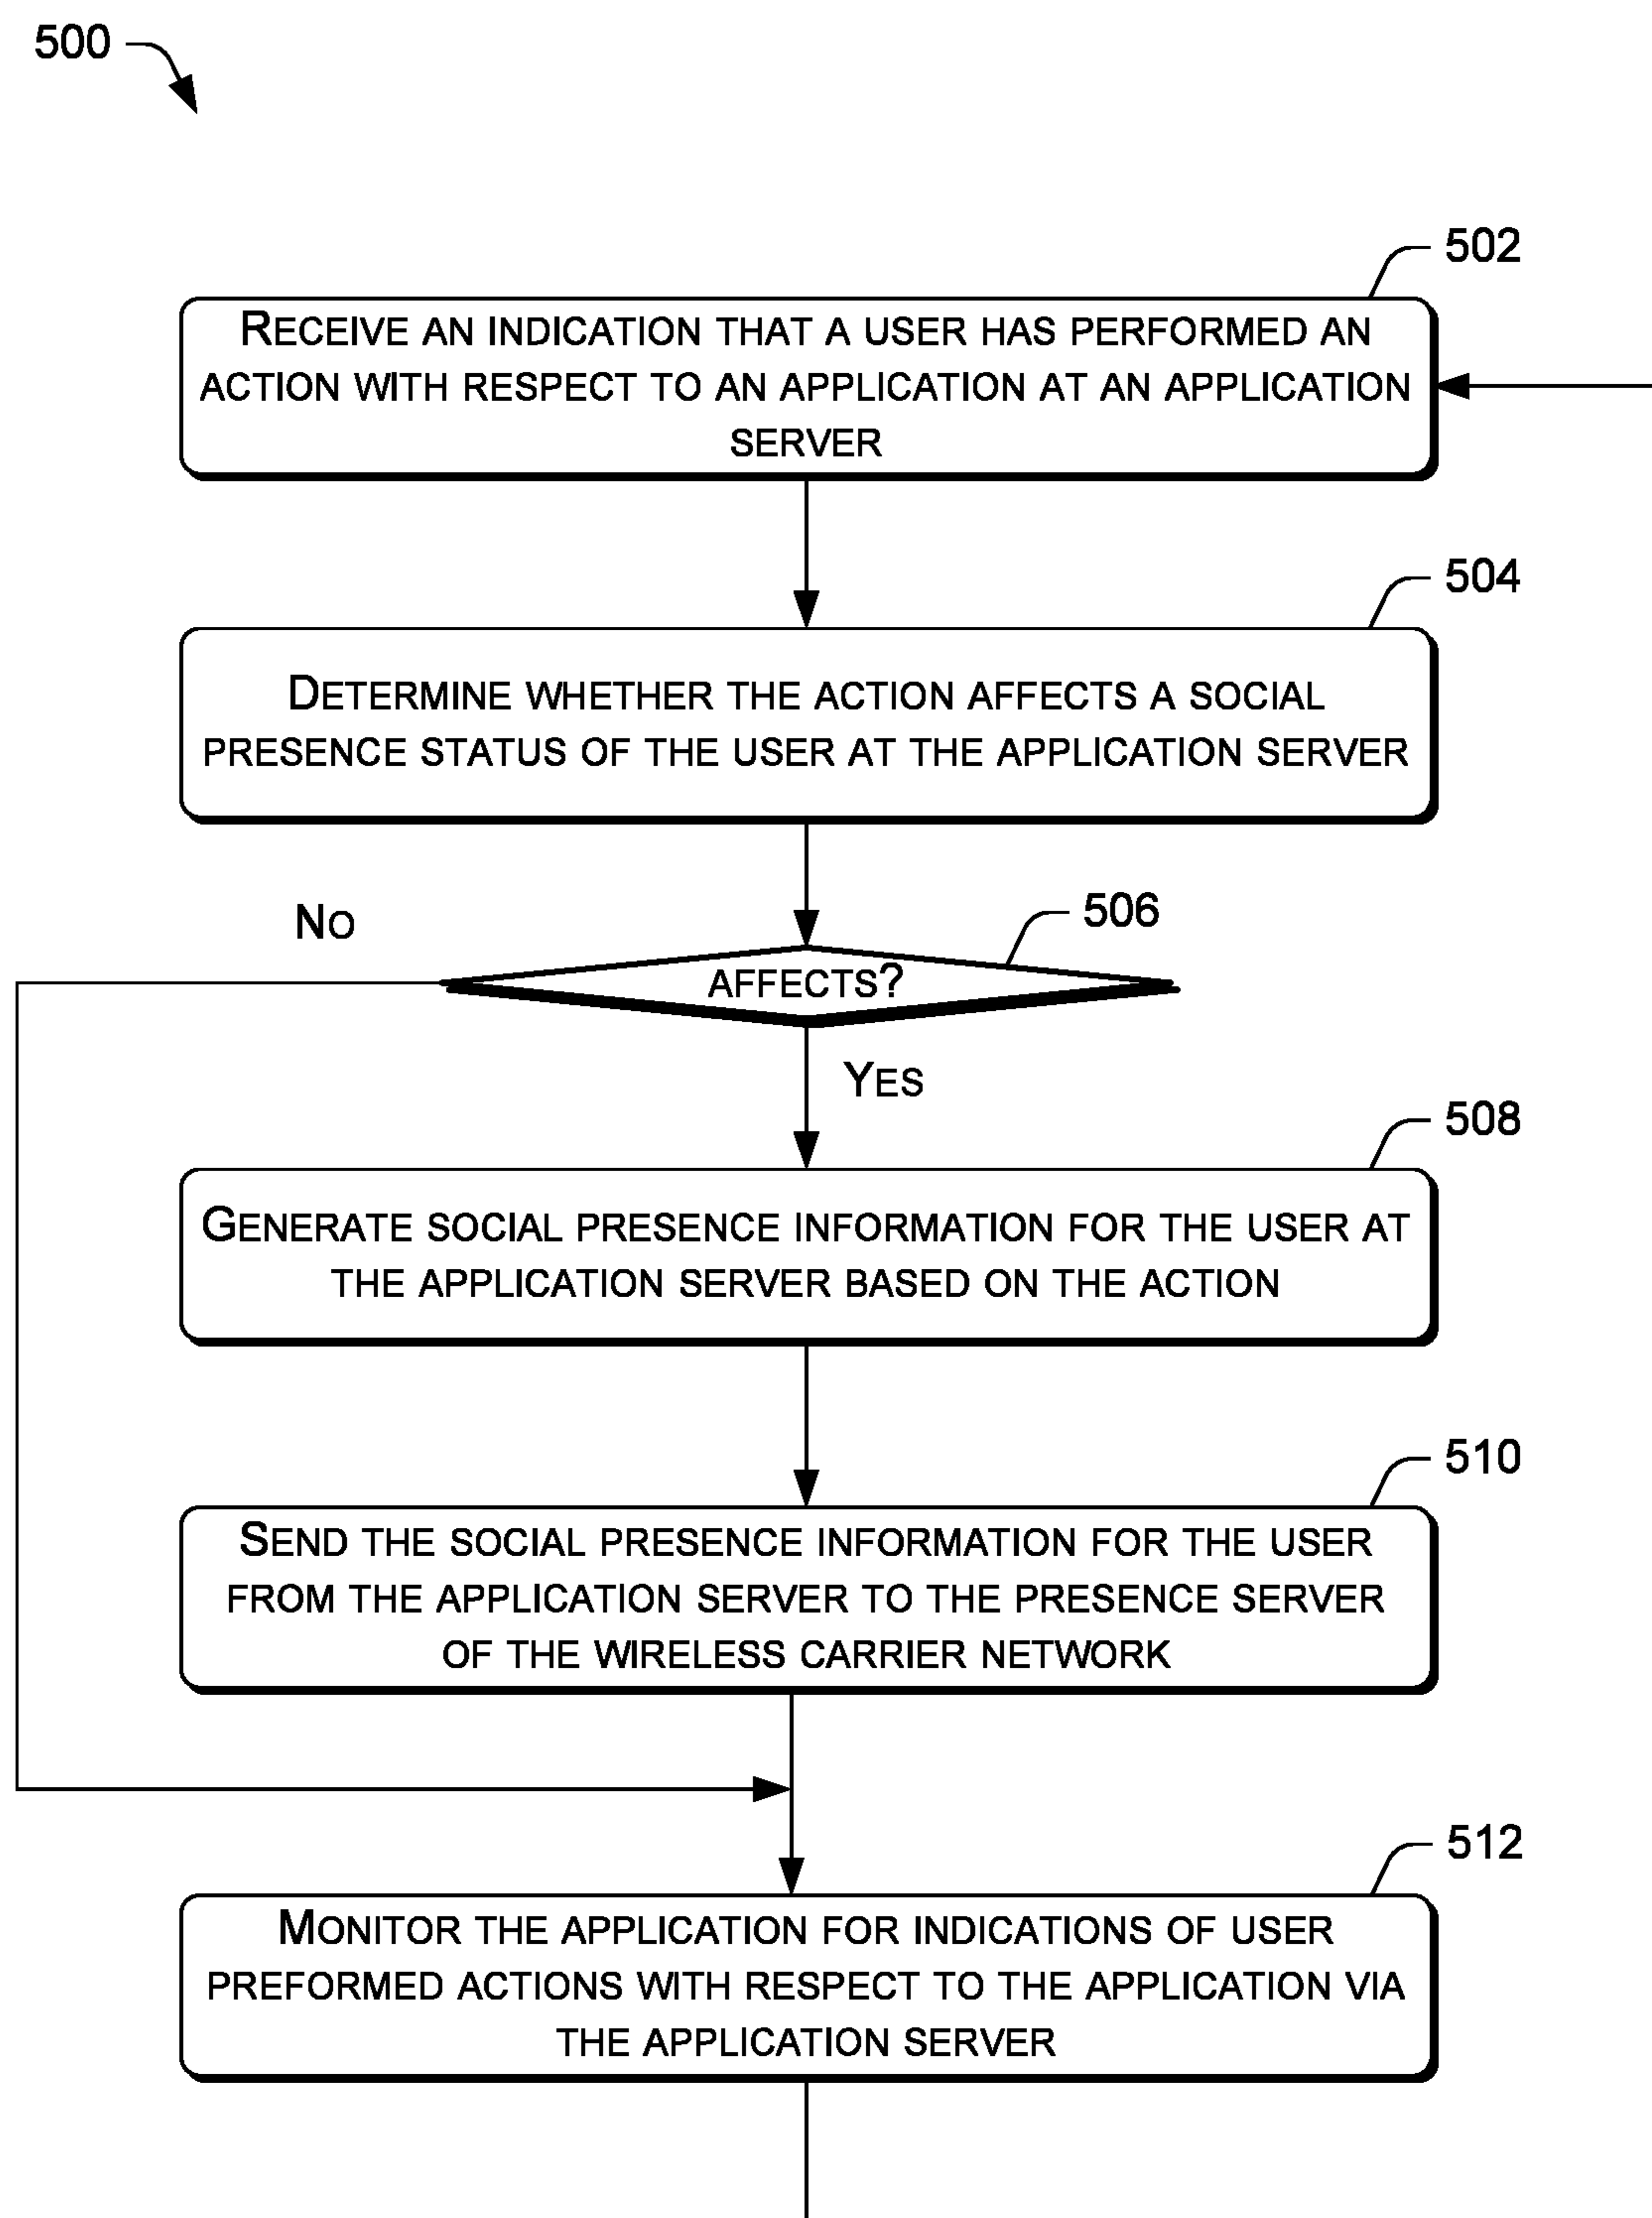 500
502
RECEIVE AN INDICATION THAT A USER HAS PERFORMED AN
ACTION WITH RESPECT TO AN APPLICATION AT AN APPLICATION
SERVER
504
DETERMINE WHETHER THE ACTION AFFECTS A SOCIAL
PRESENCE STATUS OF THE USER AT THE APPLICATION SERVER
506
NO
AFFECTS?
YES
508
GENERATE SOCIAL PRESENCE INFORMATION FOR THE USER AT
THE APPLICATION SERVER BASED ON THE ACTION
510
SEND THE SOCIAL PRESENCE INFORMATION FOR THE USER
FROM THE APPLICATION SERVER TO THE PRESENCE SERVER
OF THE WIRELESS CARRIER NETWORK
512
MONITOR THE APPLICATION FOR INDICATIONS OF USER
PREFORMED ACTIONS WITH RESPECT TO THE APPLICATION VIA
THE APPLICATION SERVER